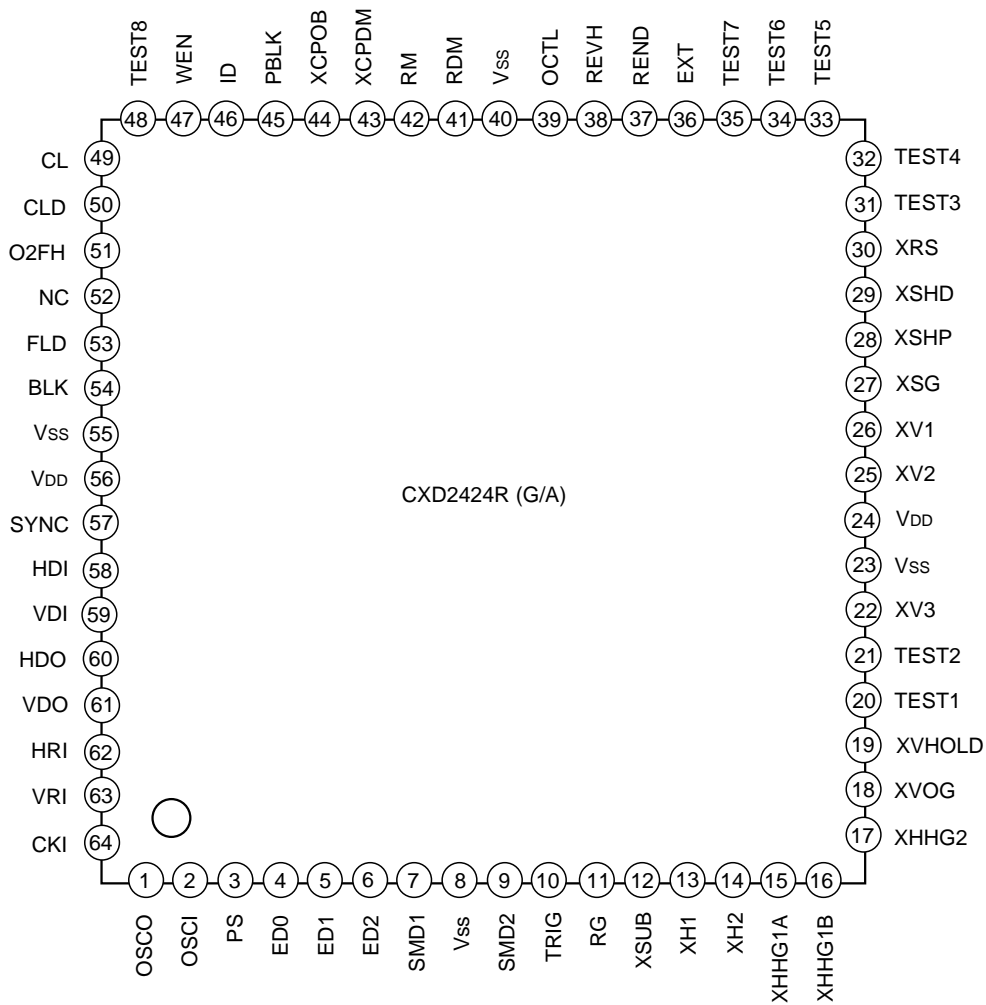 TEST8 WEN ID PBLK XCPOB XCPDM RM RDM Vss OCTL REVH REND EXT TEST7 TEST6 TEST5
48 47 46 45 44 43 42 41 40 39 38 37 36 35 34 33
CL 49 32 TEST4
CLD 50 31 TEST3
O2FH 51 30 XRS
NC 52 29 XSHD
FLD 53 28 XSHP
BLK 54 27 XSG
Vss 55 26 XV1
VDD 56 25 XV2
CXD2424R (G/A)
SYNC 57 24 VDD
HDI 58 23 Vss
VDI 59 22 XV3
HDO 60 21 TEST2
VDO 61 20 TEST1
HRI 62 19 XVHOLD
VRI 63 18 XVOG
CKI 64 17 XHHG2
1 2 3 4 5 6 7 8 9 10 11 12 13 14 15 16
OSCO OSCI PS ED0 ED1 ED2 SMD1 Vss SMD2 TRIG RG XSUB XH1 XH2 XHHG1A XHHG1B